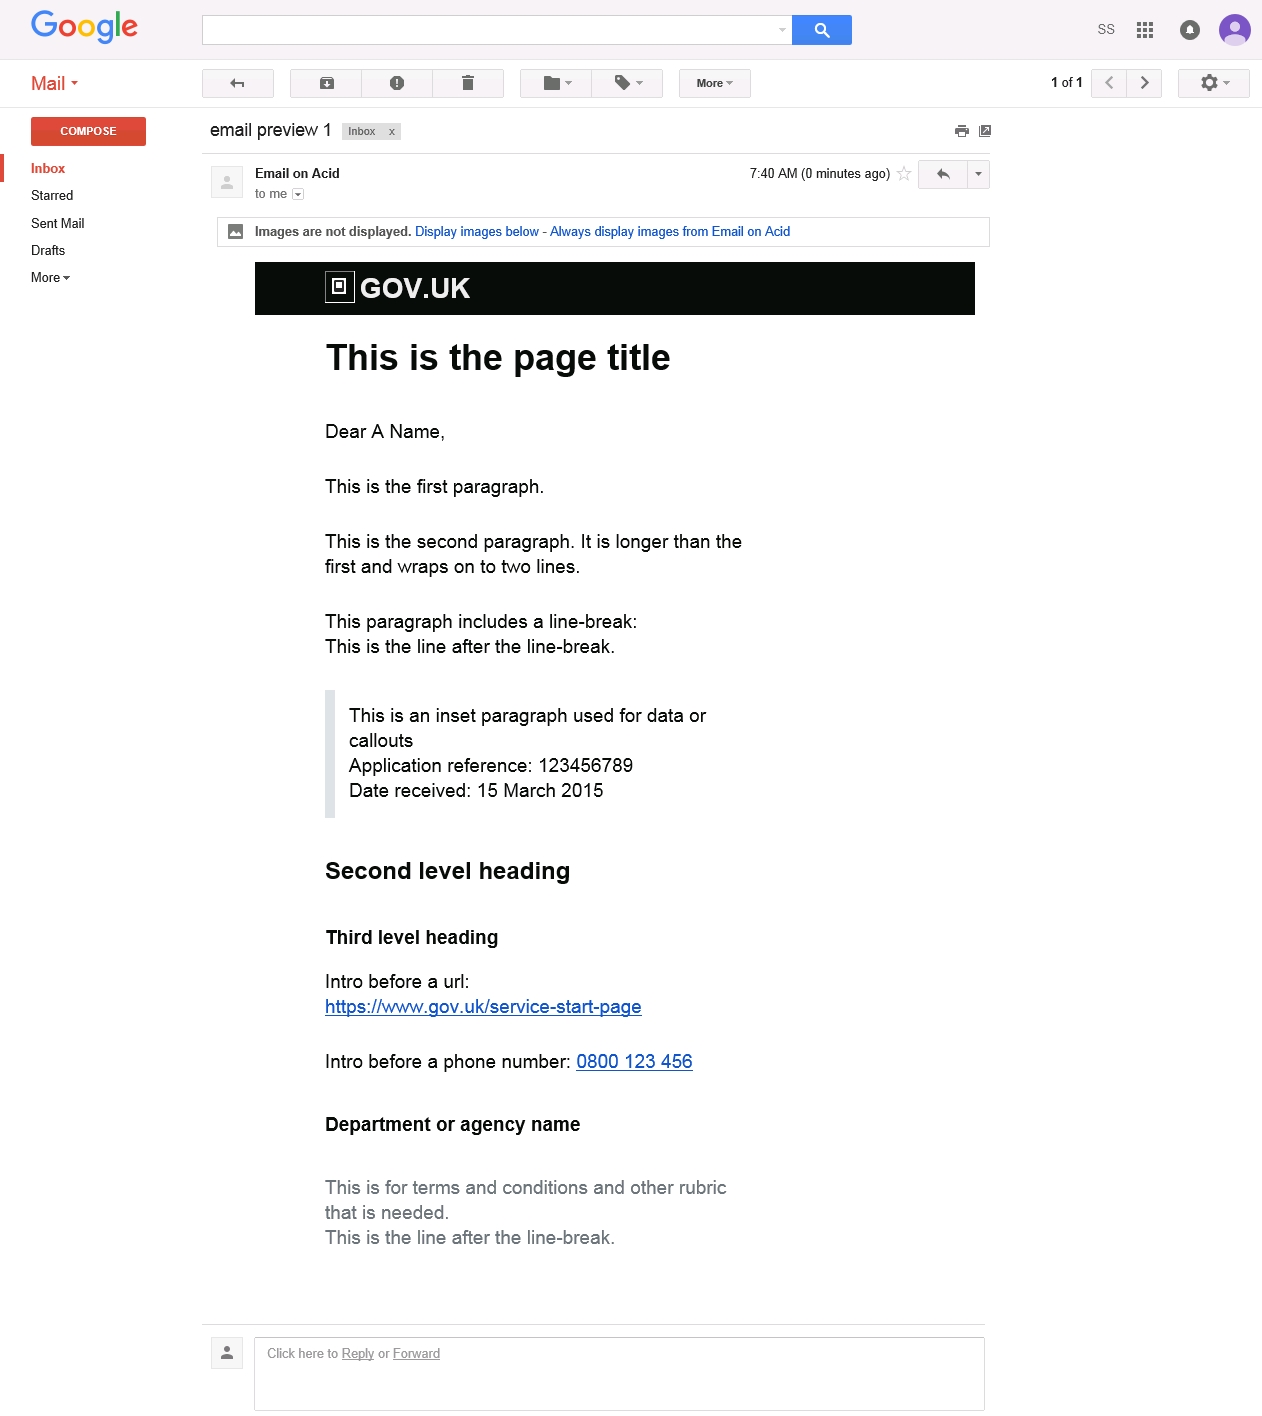 Google
SS
Mail
More
1 of 1
COMPOSE
Inbox
Starred
Sent Mail
Drafts
More
email preview 1
Inbox x
Email on Acid
7:40 AM (0 minutes ago)
to me
Images are not displayed. Display images below - Always display images from Email on Acid
GOV.UK
This is the page title
Dear A Name,
This is the first paragraph.
This is the second paragraph. It is longer than the
first and wraps on to two lines.
This paragraph includes a line-break:
This is the line after the line-break.
This is an inset paragraph used for data or
callouts
Application reference: 123456789
Date received: 15 March 2015
Second level heading
Third level heading
Intro before a url:
https://www.gov.uk/service-start-page
Intro before a phone number: 0800 123 456
Department or agency name
This is for terms and conditions and other rubric
that is needed.
This is the line after the line-break.
Click here to Reply or Forward